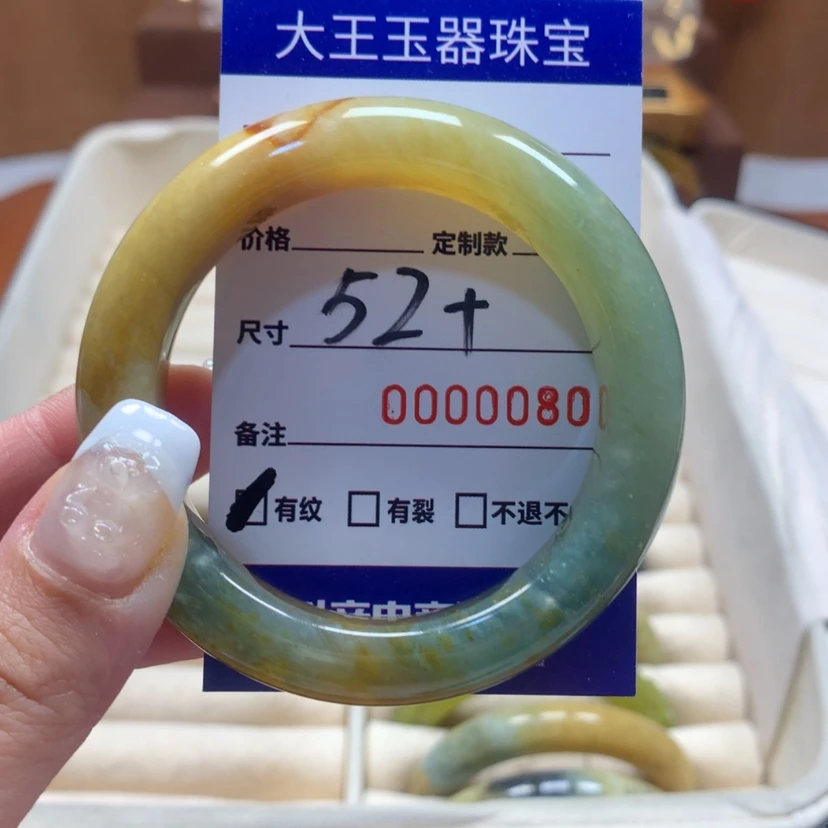 大王玉器珠宝
价格 定制款
尺寸 52+
00000080
备注
有纹 有裂 不退不